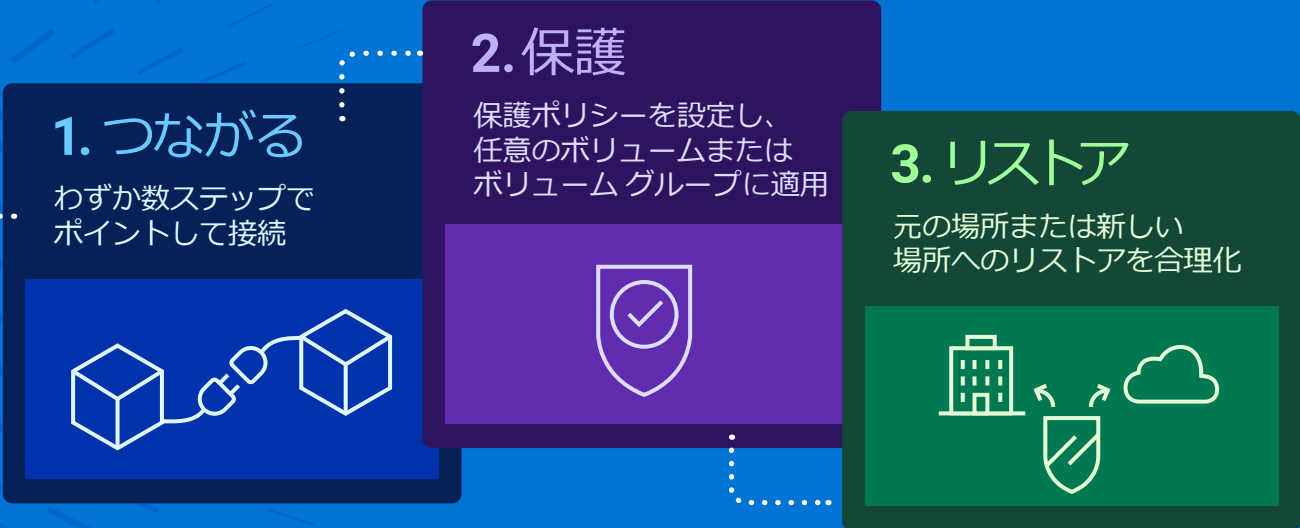 1. つながる
わずか数ステップで
ポイントして接続
2. 保護
保護ポリシーを設定し、
任意のボリュームまたは
ボリューム グループに適用
3. リストア
元の場所または新しい
場所へのリストアを合理化